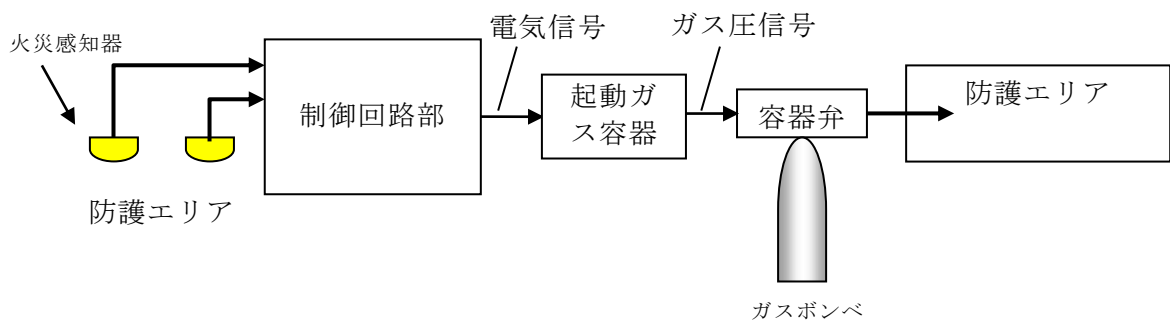 電気信号
ガス圧信号
火災感知器
制御回路部
起動ガ
ス容器
容器弁
防護エリア
防護エリア
ガスボンベ